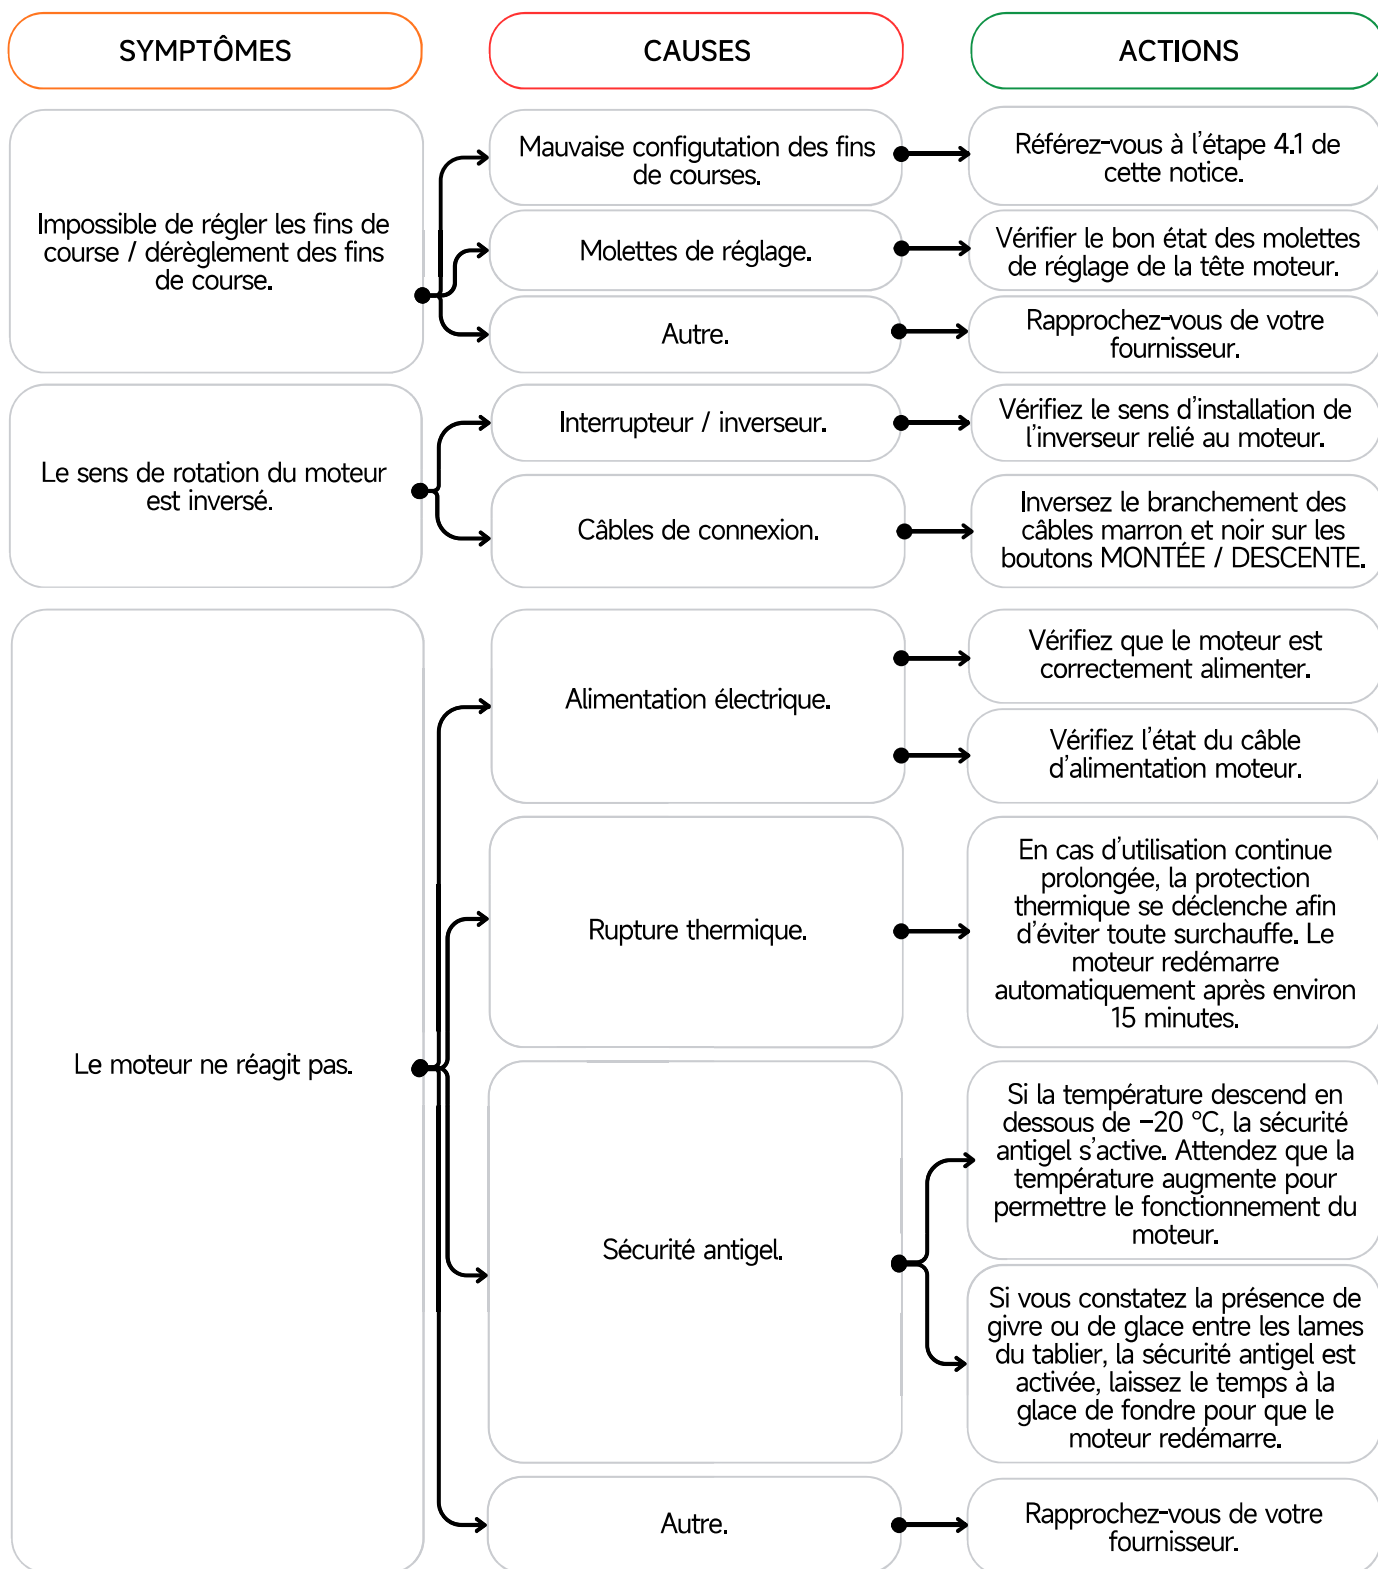 SYMPTÔMES
CAUSES
ACTIONS
Impossible de régler les fins de
course / dérèglement des fins
de course.
Mauvaise configutation des fins
de courses.
Référez-vous à l'étape 4.1 de
cette notice.
Molettes de réglage.
Vérifier le bon état des molettes
de réglage de la tête moteur.
Autre.
Rapprochez-vous de votre
fournisseur.
Le sens de rotation du moteur
est inversé.
Interrupteur / inverseur.
Vérifiez le sens d'installation de
l'inverseur relié au moteur.
Câbles de connexion.
Inversez le branchement des
câbles marron et noir sur les
boutons MONTÉE / DESCENTE.
Le moteur ne réagit pas.
Alimentation électrique.
Vérifiez que le moteur est
correctement alimenter.
Vérifiez l'état du câble
d'alimentation moteur.
Rupture thermique.
En cas d'utilisation continue
prolongée, la protection
thermique se déclenche afin
d'éviter toute surchauffe. Le
moteur redémarre
automatiquement après environ
15 minutes.
Sécurité antigel.
Si la température descend en
dessous de −20 °C, la sécurité
antigel s'active. Attendez que la
température augmente pour
permettre le fonctionnement du
moteur.
Si vous constatez la présence de
givre ou de glace entre les lames
du tablier, la sécurité antigel est
activée, laissez le temps à la
glace de fondre pour que le
moteur redémarre.
Autre.
Rapprochez-vous de votre
fournisseur.